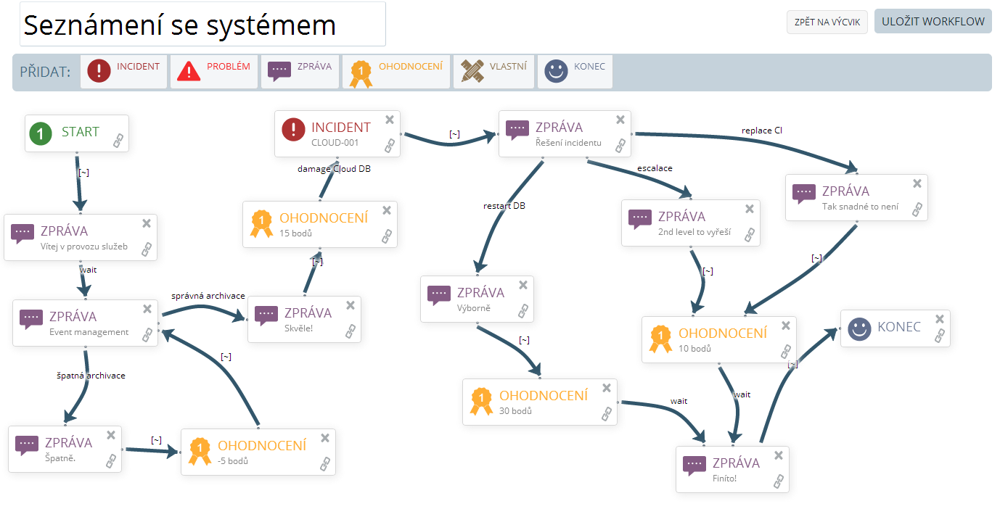 Seznámení se systémem
ZPĚT NA VÝCVIK
ULOŽIT WORKFLOW
PŘIDAT:
INCIDENT
PROBLÉM
ZPRÁVA
OHODNOCENÍ
VLASTNÍ
KONEC
1 START
[~]
ZPRÁVA
Vítej v provozu služeb
wait
ZPRÁVA
Event management
správná archivace
špatná archivace
ZPRÁVA
Špatně.
[~]
OHODNOCENÍ
-5 bodů
[~]
ZPRÁVA
Skvěle!
[~]
OHODNOCENÍ
15 bodů
damage Cloud DB
INCIDENT
CLOUD-001
[~]
ZPRÁVA
Řešení incidentu
restart DB
escalace
replace CI
ZPRÁVA
Výborně
[~]
OHODNOCENÍ
30 bodů
wait
ZPRÁVA
2nd level to vyřeší
[~]
ZPRÁVA
Tak snadné to není
[~]
OHODNOCENÍ
10 bodů
wait
ZPRÁVA
Finíto!
[~]
KONEC